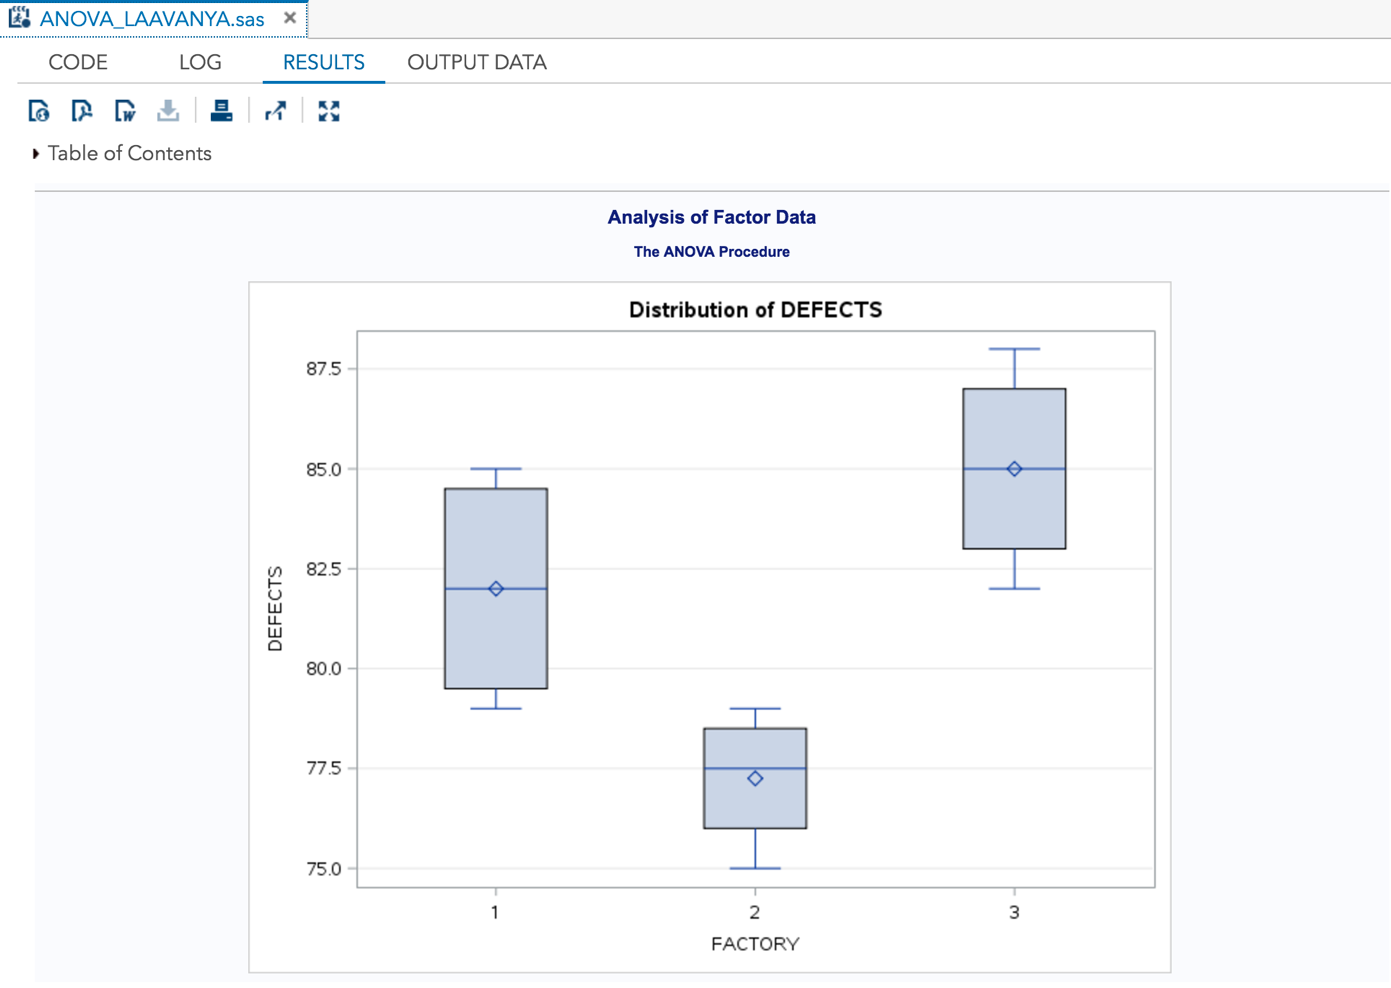 ANOVA_LAAVANYA.sas ×
CODE LOG RESULTS OUTPUT DATA
Table of Contents
Analysis of Factor Data
The ANOVA Procedure
Distribution of DEFECTS
87.5
85.0
82.5
80.0
77.5
75.0
DEFECTS
1 2 3
FACTORY